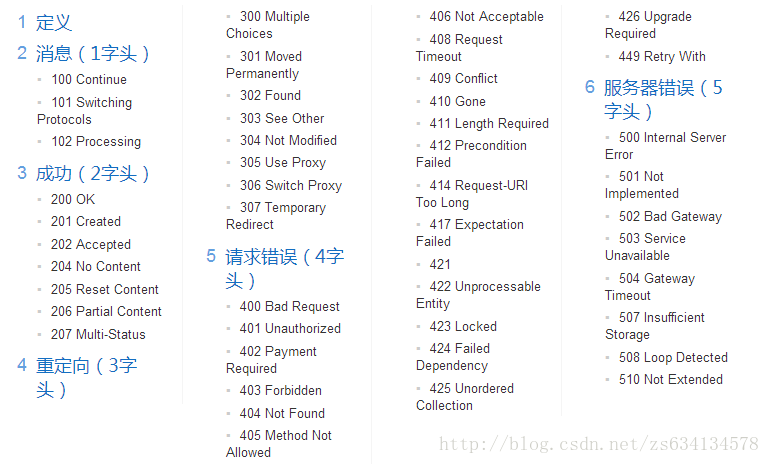 1 定义
2 消息（1字头）
100 Continue
101 Switching
Protocols
102 Processing
3 成功（2字头）
200 OK
201 Created
202 Accepted
204 No Content
205 Reset Content
206 Partial Content
207 Multi-Status
4 重定向（3字
头）
300 Multiple
Choices
301 Moved
Permanently
302 Found
303 See Other
304 Not Modified
305 Use Proxy
306 Switch Proxy
307 Temporary
Redirect
5 请求错误（4字
头）
400 Bad Request
401 Unauthorized
402 Payment
Required
403 Forbidden
404 Not Found
405 Method Not
Allowed
406 Not Acceptable
408 Request
Timeout
409 Conflict
410 Gone
411 Length Required
412 Precondition
Failed
414 Request-URI
Too Long
417 Expectation
Failed
421
422 Unprocessable
Entity
423 Locked
424 Failed
Dependency
425 Unordered
Collection
426 Upgrade
Required
449 Retry With
6 服务器错误（5
字头）
500 Internal Server
Error
501 Not
Implemented
502 Bad Gateway
503 Service
Unavailable
504 Gateway
Timeout
507 Insufficient
Storage
508 Loop Detected
510 Not Extended
http://blog.csdn.net/zs634134578